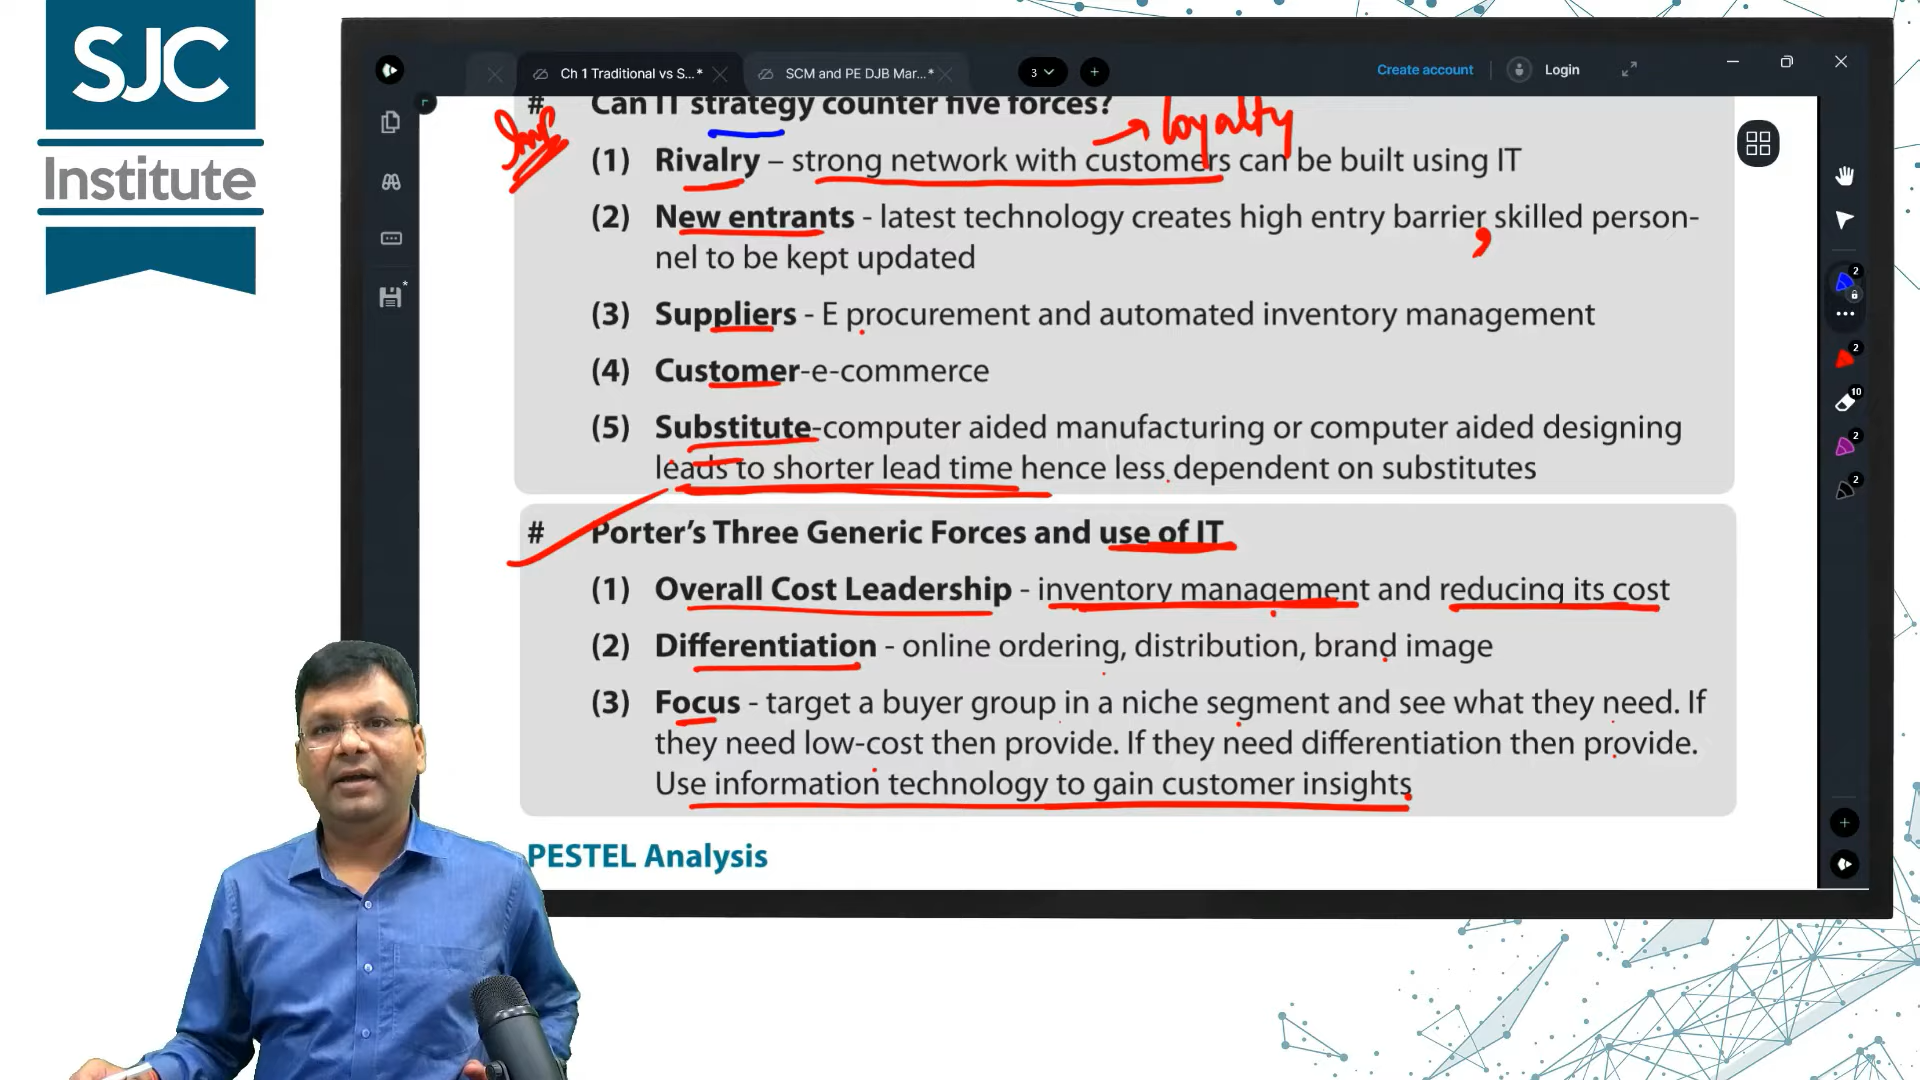 SJC
Institute
Ch 1 Traditional vs S...*
SCM and PE DJB Mar...*
3
Create account
Login
# Can IT strategy counter five forces?
Imp
loyalty
(1) Rivalry – strong network with customers can be built using IT
(2) New entrants - latest technology creates high entry barrier, skilled person-
nel to be kept updated
(3) Suppliers - E procurement and automated inventory management
(4) Customer-e-commerce
(5) Substitute-computer aided manufacturing or computer aided designing
leads to shorter lead time hence less dependent on substitutes
# Porter's Three Generic Forces and use of IT
(1) Overall Cost Leadership - inventory management and reducing its cost
(2) Differentiation - online ordering, distribution, brand image
(3) Focus - target a buyer group in a niche segment and see what they need. If
they need low-cost then provide. If they need differentiation then provide.
Use information technology to gain customer insights
PESTEL Analysis
2
2
10
2
2